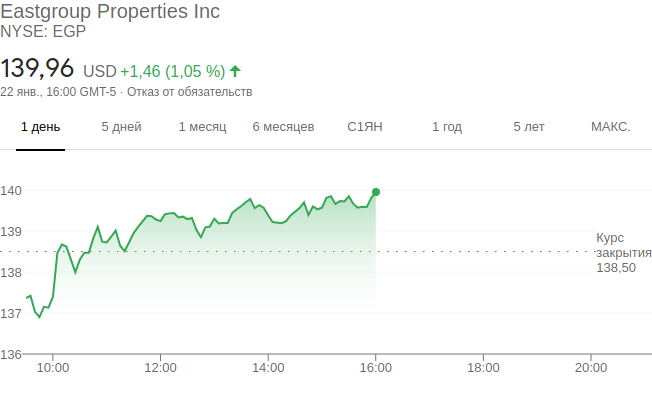 Eastgroup Properties Inc
NYSE: EGP
139,96 USD +1,46 (1,05 %)
22 янв., 16:00 GMT-5 · Отказ от обязательств
1 день 5 дней 1 месяц 6 месяцев С1ЯН 1 год 5 лет МАКС.
140
139
Курс
закрытия
138,50
138
137
136
10:00 12:00 14:00 16:00 18:00 20:00